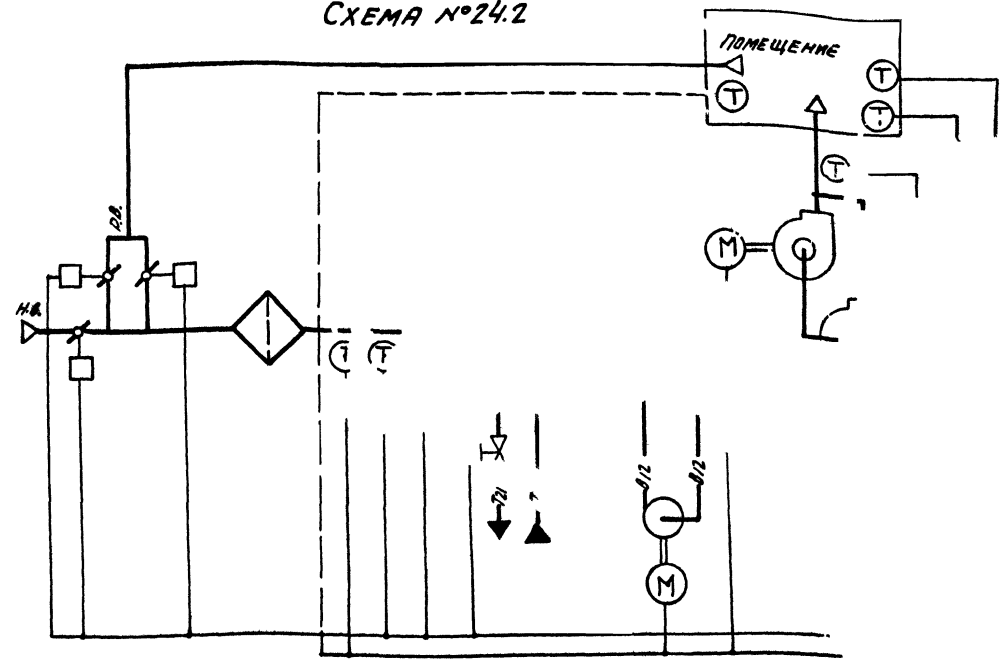 СХЕМА №24.2
ПОМЕЩЕНИЕ
Т
Т
Т
Т
Р.В.
М
Н.В.
Т
Т
Т21
В12
В12
М